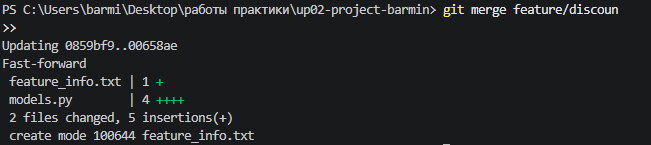 PS C:\Users\barmi\Desktop\работы практики\up02-project-barmin> git merge feature/discoun
>>
Updating 0859bf9..00658ae
Fast-forward
 feature_info.txt | 1 +
 models.py        | 4 ++++
 2 files changed, 5 insertions(+)
 create mode 100644 feature_info.txt